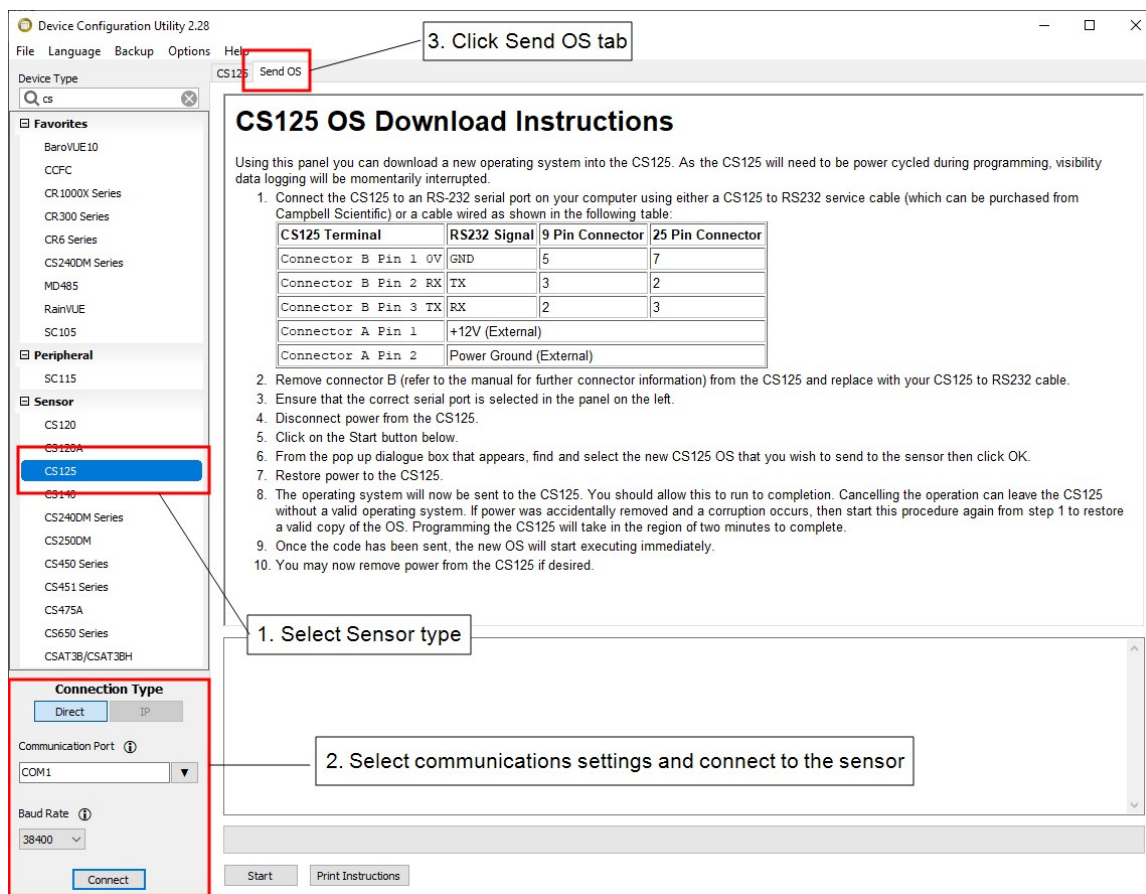 Device Configuration Utility 2.28
File Language Backup Options Help
3. Click Send OS tab
Device Type
cs
CS125 Send OS
Favorites
BaroVUE10
CCFC
CR1000X Series
CR300 Series
CR6 Series
CS240DM Series
MD485
RainVUE
SC105
Peripheral
SC115
Sensor
CS120
CS120A
CS125
CS140
CS240DM Series
CS250DM
CS450 Series
CS451 Series
CS475A
CS650 Series
CSAT3B/CSAT3BH
CS125 OS Download Instructions
Using this panel you can download a new operating system into the CS125. As the CS125 will need to be power cycled during programming, visibility
data logging will be momentarily interrupted.
1. Connect the CS125 to an RS-232 serial port on your computer using either a CS125 to RS232 service cable (which can be purchased from
Campbell Scientific) or a cable wired as shown in the following table:
CS125 Terminal RS232 Signal 9 Pin Connector 25 Pin Connector
Connector B Pin 1 0V GND 5 7
Connector B Pin 2 RX TX 3 2
Connector B Pin 3 TX RX 2 3
Connector A Pin 1 +12V (External)
Connector A Pin 2 Power Ground (External)
2. Remove connector B (refer to the manual for further connector information) from the CS125 and replace with your CS125 to RS232 cable.
3. Ensure that the correct serial port is selected in the panel on the left.
4. Disconnect power from the CS125.
5. Click on the Start button below.
6. From the pop up dialogue box that appears, find and select the new CS125 OS that you wish to send to the sensor then click OK.
7. Restore power to the CS125.
8. The operating system will now be sent to the CS125. You should allow this to run to completion. Cancelling the operation can leave the CS125
without a valid operating system. If power was accidentally removed and a corruption occurs, then start this procedure again from step 1 to restore
a valid copy of the OS. Programming the CS125 will take in the region of two minutes to complete.
9. Once the code has been sent, the new OS will start executing immediately.
10. You may now remove power from the CS125 if desired.
1. Select Sensor type
Connection Type
Direct IP
Communication Port
COM1
2. Select communications settings and connect to the sensor
Baud Rate
38400
Connect
Start Print Instructions